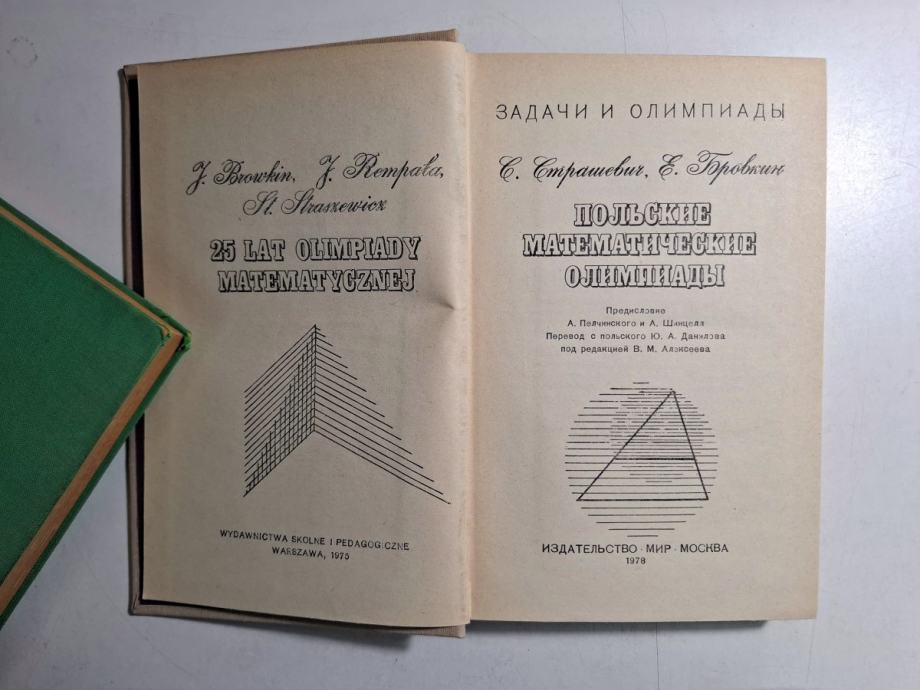 J. Browkin, J. Rempała,
St. Straszewicz
25 LAT OLIMPIADY
MATEMATYCZNEJ
WYDAWNICTWA SKOLNE I PEDAGOGICZNE
WARSZAWA, 1975
ЗАДАЧИ И ОЛИМПИАДЫ
С. Страшевич, Е. Бровкин
ПОЛЬСКИЕ
МАТЕМАТИЧЕСКИЕ
ОЛИМПИАДЫ
Предисловие
А. Пелчинского и А. Шинцеля
Перевод с польского Ю. А. Данилова
под редакцией В. М. Алексеева
ИЗДАТЕЛЬСТВО · МИР · МОСКВА
1978